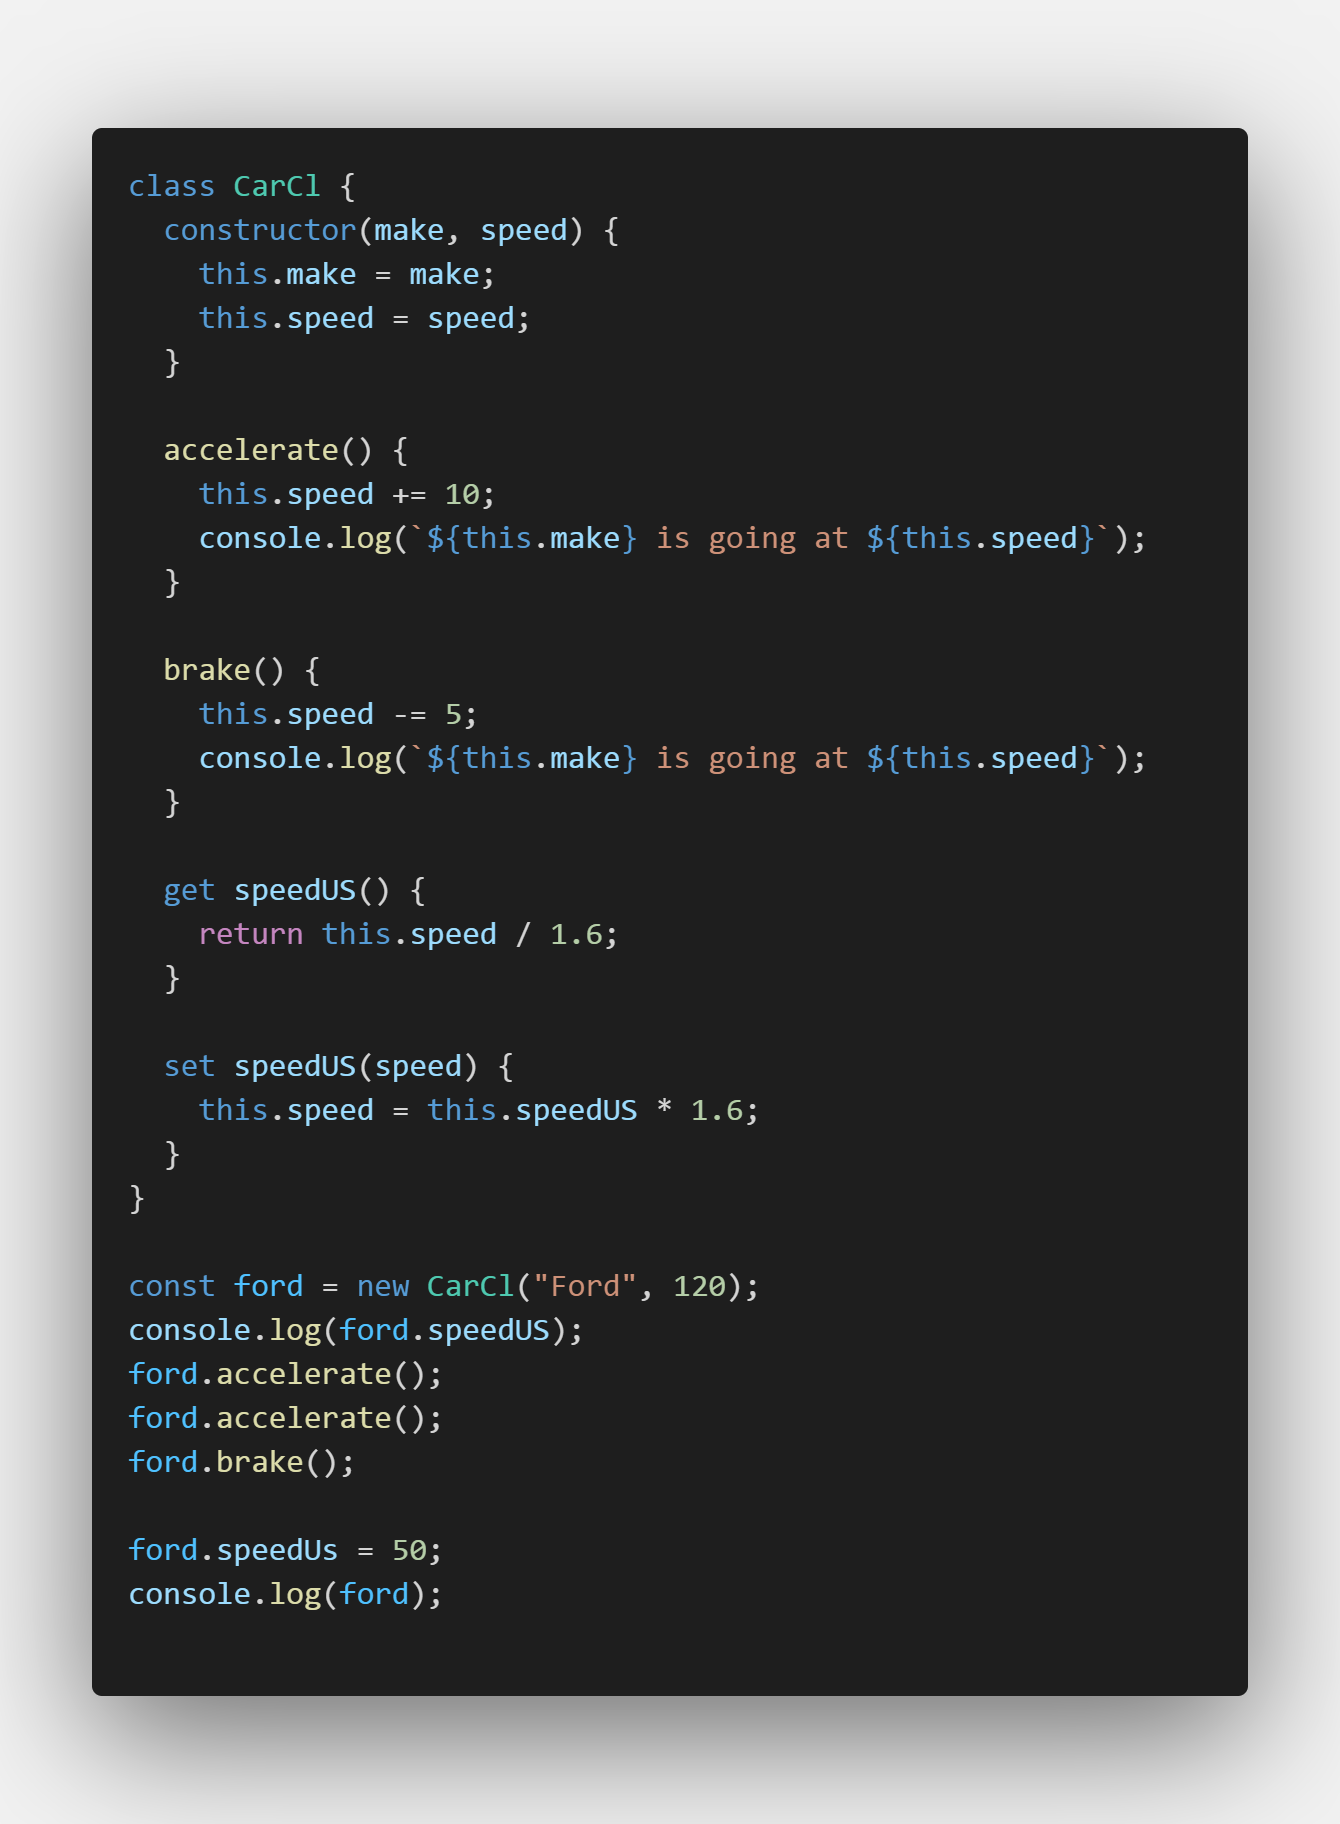 class CarCl {
  constructor(make, speed) {
    this.make = make;
    this.speed = speed;
  }

  accelerate() {
    this.speed += 10;
    console.log(`${this.make} is going at ${this.speed}`);
  }

  brake() {
    this.speed -= 5;
    console.log(`${this.make} is going at ${this.speed}`);
  }

  get speedUS() {
    return this.speed / 1.6;
  }

  set speedUS(speed) {
    this.speed = this.speedUS * 1.6;
  }
}

const ford = new CarCl("Ford", 120);
console.log(ford.speedUS);
ford.accelerate();
ford.accelerate();
ford.brake();

ford.speedUs = 50;
console.log(ford);